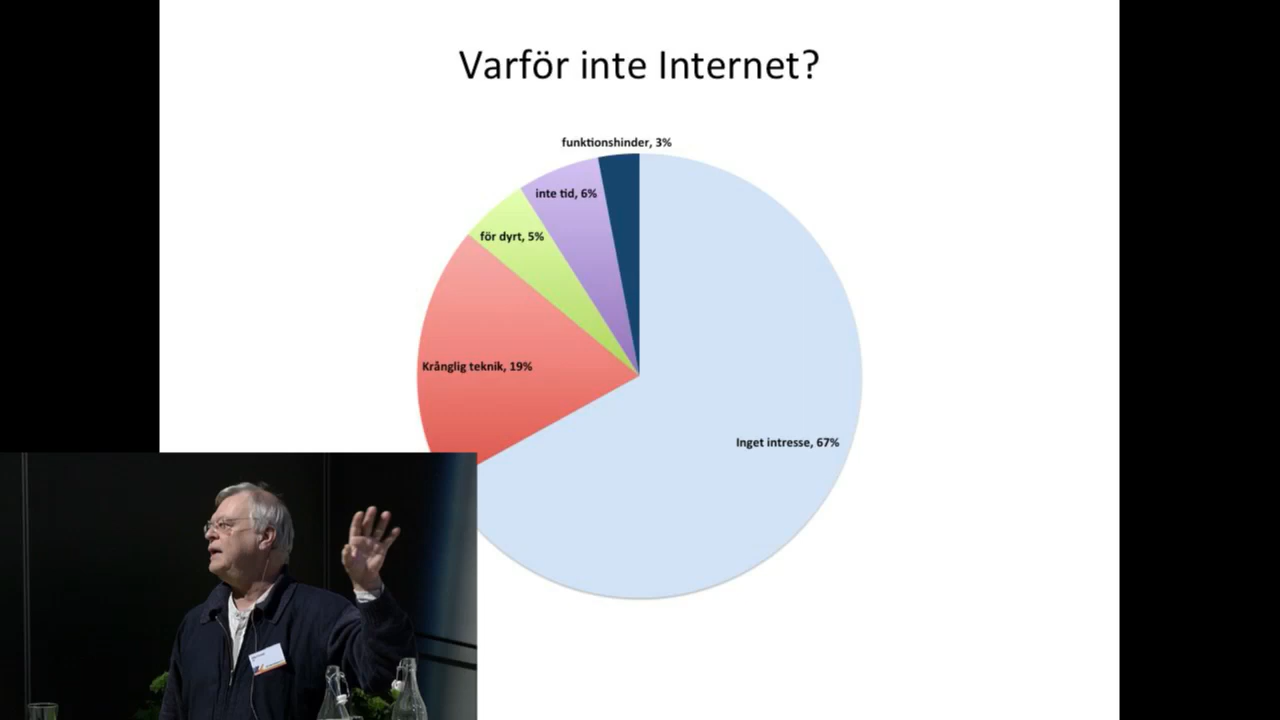 Varför inte Internet?
funktionshinder, 3%
inte tid, 6%
för dyrt, 5%
Krånglig teknik, 19%
Inget intresse, 67%